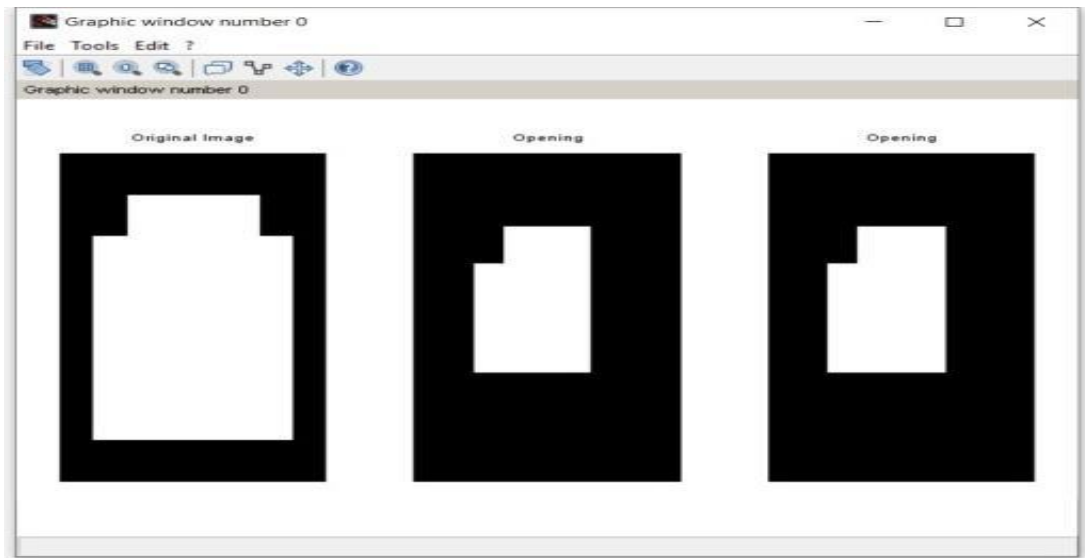 Graphic window number 0
File Tools Edit ?
Graphic window number 0
Original Image
Opening
Opening